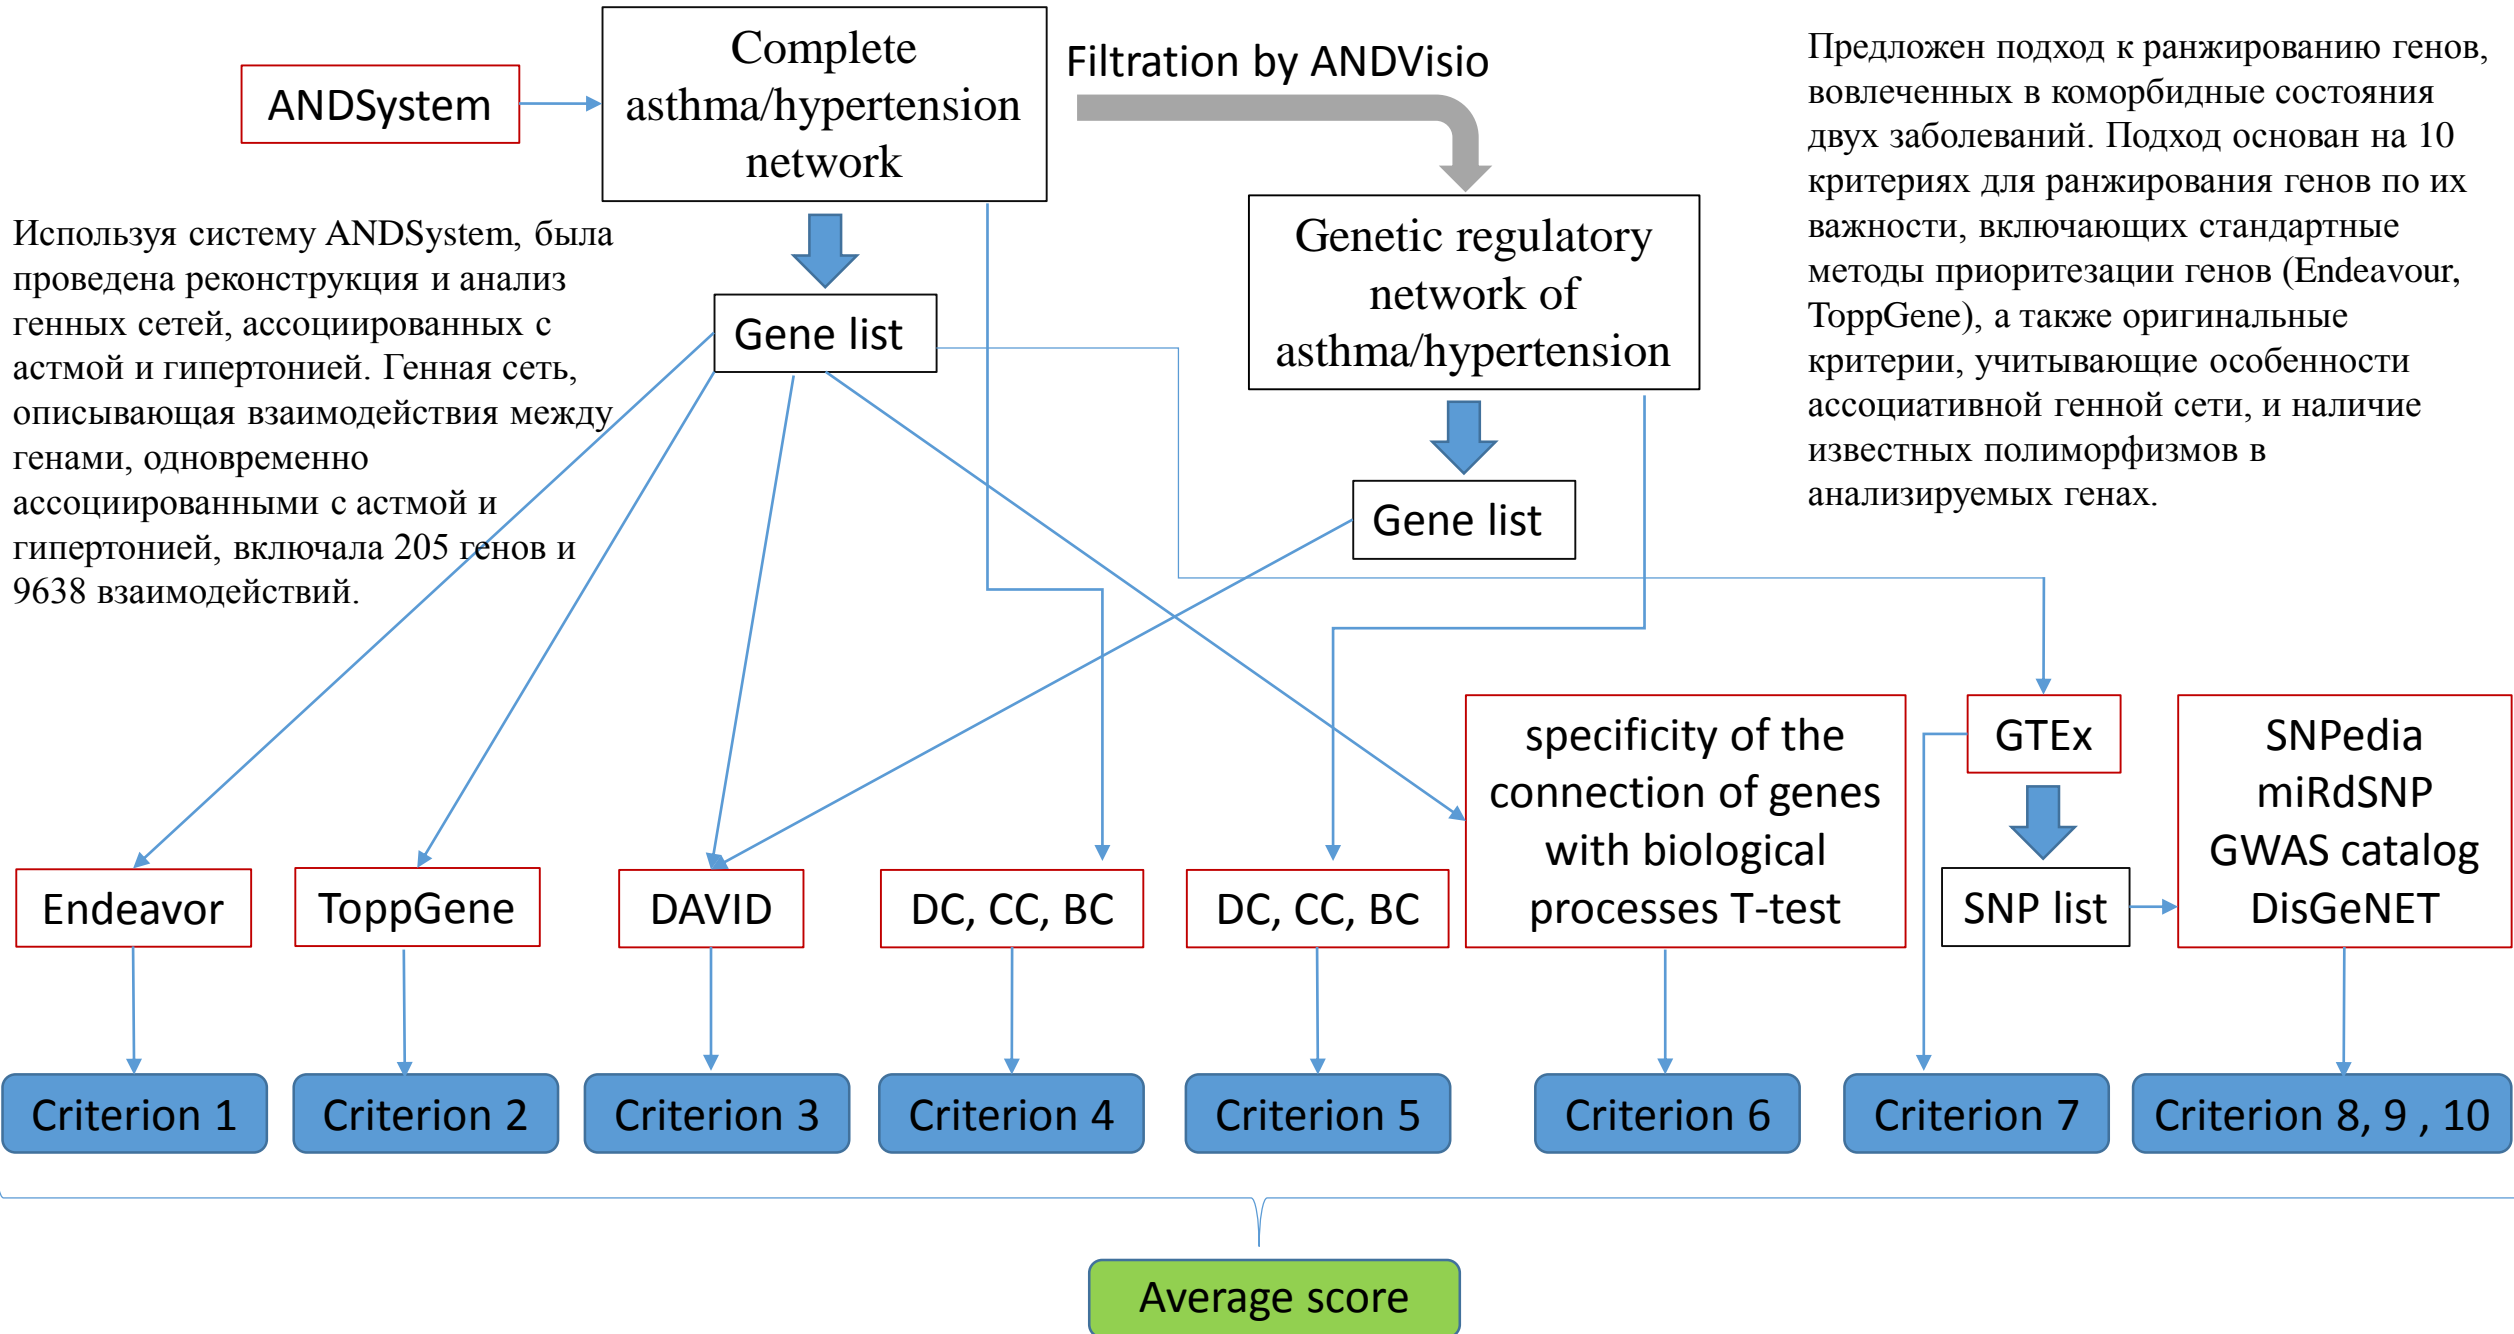 ANDSystem
Complete
asthma/hypertension
network
Filtration by ANDVisio
Предложен подход к ранжированию генов,
вовлеченных в коморбидные состояния
двух заболеваний. Подход основан на 10
критериях для ранжирования генов по их
важности, включающих стандартные
методы приоритезации генов (Endeavour,
ToppGene), а также оригинальные
критерии, учитывающие особенности
ассоциативной генной сети, и наличие
известных полиморфизмов в
анализируемых генах.
Используя систему ANDSystem, была
проведена реконструкция и анализ
генных сетей, ассоциированных с
астмой и гипертонией. Генная сеть,
описывающая взаимодействия между
генами, одновременно
ассоциированными с астмой и
гипертонией, включала 205 генов и
9638 взаимодействий.
Gene list
Genetic regulatory
network of
asthma/hypertension
Gene list
Endeavor
ToppGene
DAVID
DC, CC, BC
DC, CC, BC
specificity of the
connection of genes
with biological
processes T-test
GTEx
SNP list
SNPedia
miRdSNP
GWAS catalog
DisGeNET
Criterion 1
Criterion 2
Criterion 3
Criterion 4
Criterion 5
Criterion 6
Criterion 7
Criterion 8, 9 , 10
Average score